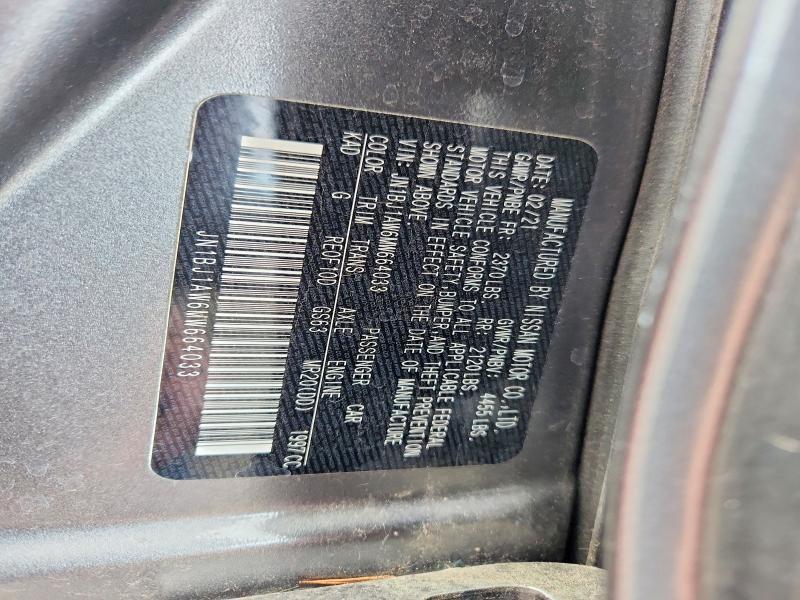 MANUFACTURED BY NISSAN MOTOR CO.,LTD.
DATE: 02/21 GVWR/PNBV: 4455 LBS,
GAWR/PNBE FR: 2370 LBS, RR: 2120 LBS,
THIS VEHICLE CONFORMS TO ALL APPLICABLE FEDERAL
MOTOR VEHICLE SAFETY, BUMPER AND THEFT PREVENTION
STANDARDS IN EFFECT ON THE DATE OF MANUFACTURE
SHOWN ABOVE.
VIN: JN1BJ1AW6MW664033 PASSENGER CAR
COLOR TRIM TRANS AXLE ENGINE
KAD G RE0F10D GS63 MR20(DD) 1997CC
JN1BJ1AW6MW664033